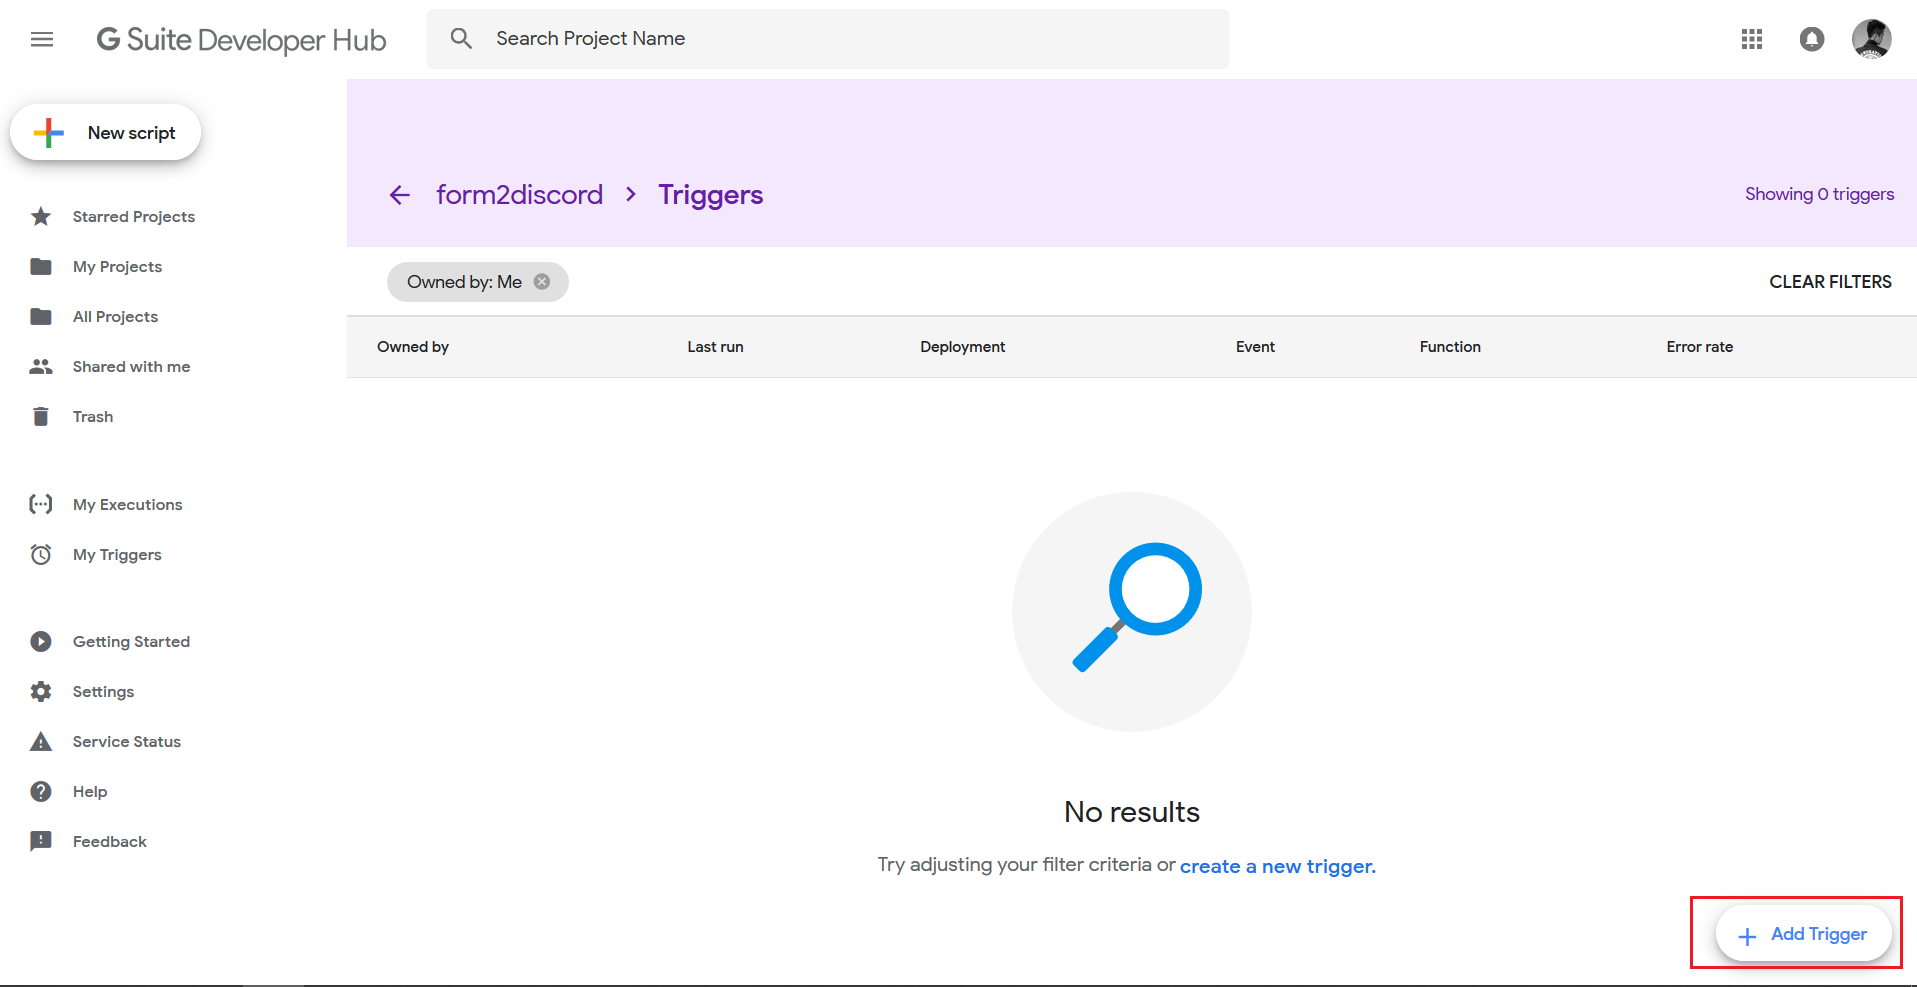 G Suite Developer Hub
Search Project Name
New script
Starred Projects
My Projects
All Projects
Shared with me
Trash
My Executions
My Triggers
Getting Started
Settings
Service Status
Help
Feedback
form2discord > Triggers
Showing 0 triggers
Owned by: Me
CLEAR FILTERS
Owned by Last run Deployment Event Function Error rate
No results
Try adjusting your filter criteria or create a new trigger.
+ Add Trigger